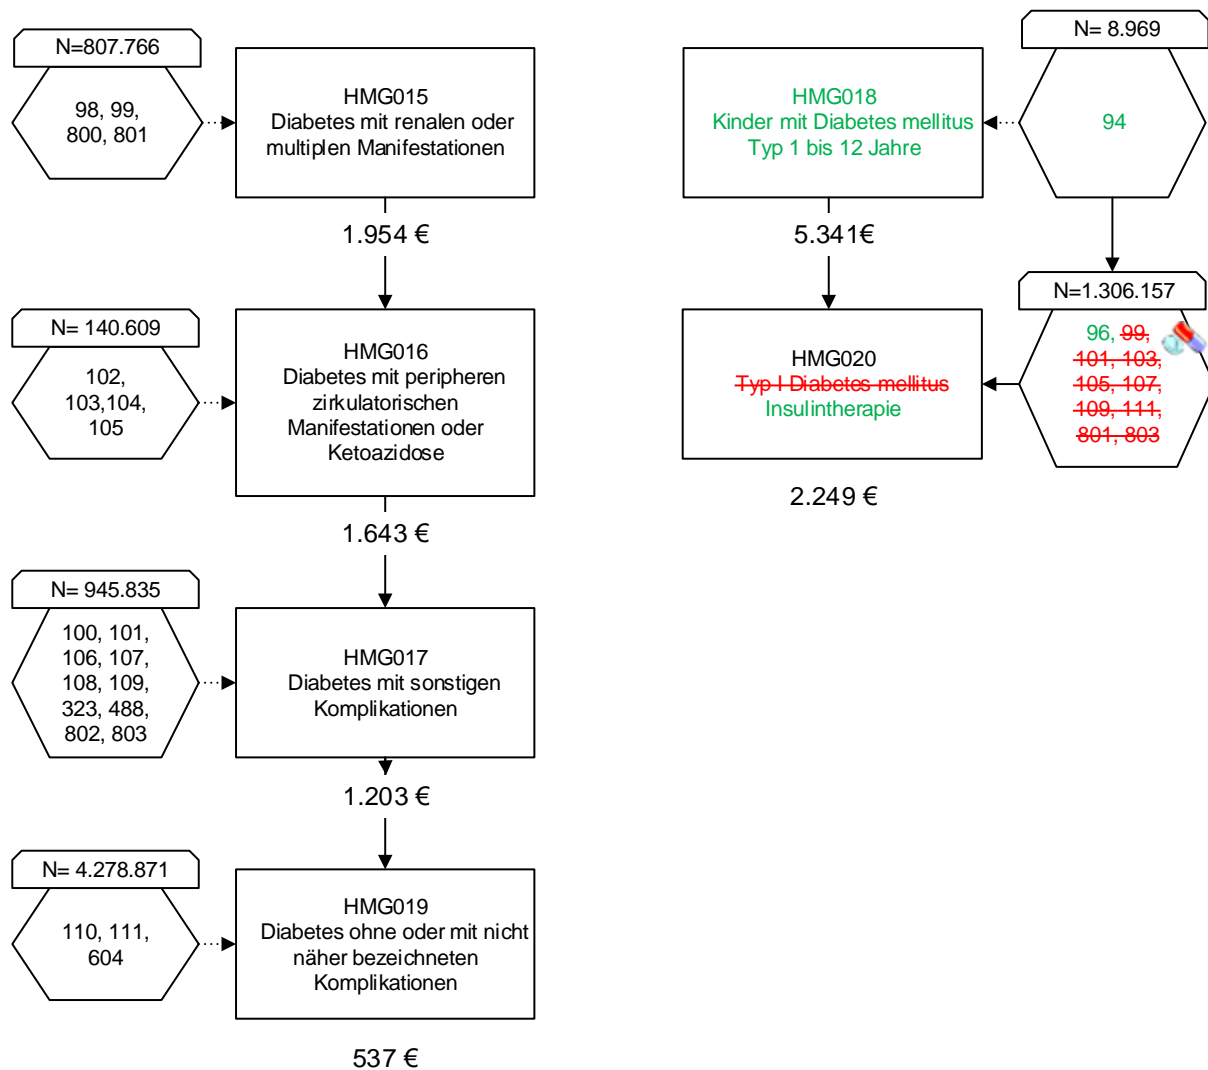 N=807.766
98, 99,
800, 801
HMG015
Diabetes mit renalen oder
multiplen Manifestationen
1.954 €
N= 140.609
102,
103,104,
105
HMG016
Diabetes mit peripheren
zirkulatorischen
Manifestationen oder
Ketoazidose
1.643 €
N= 945.835
100, 101,
106, 107,
108, 109,
323, 488,
802, 803
HMG017
Diabetes mit sonstigen
Komplikationen
1.203 €
N= 4.278.871
110, 111,
604
HMG019
Diabetes ohne oder mit nicht
näher bezeichneten
Komplikationen
537 €
HMG018
Kinder mit Diabetes mellitus
Typ 1 bis 12 Jahre
5.341€
N= 8.969
94
HMG020
Typ I Diabetes mellitus
Insulintherapie
2.249 €
N=1.306.157
96, 99,
101, 103,
105, 107,
109, 111,
801, 803